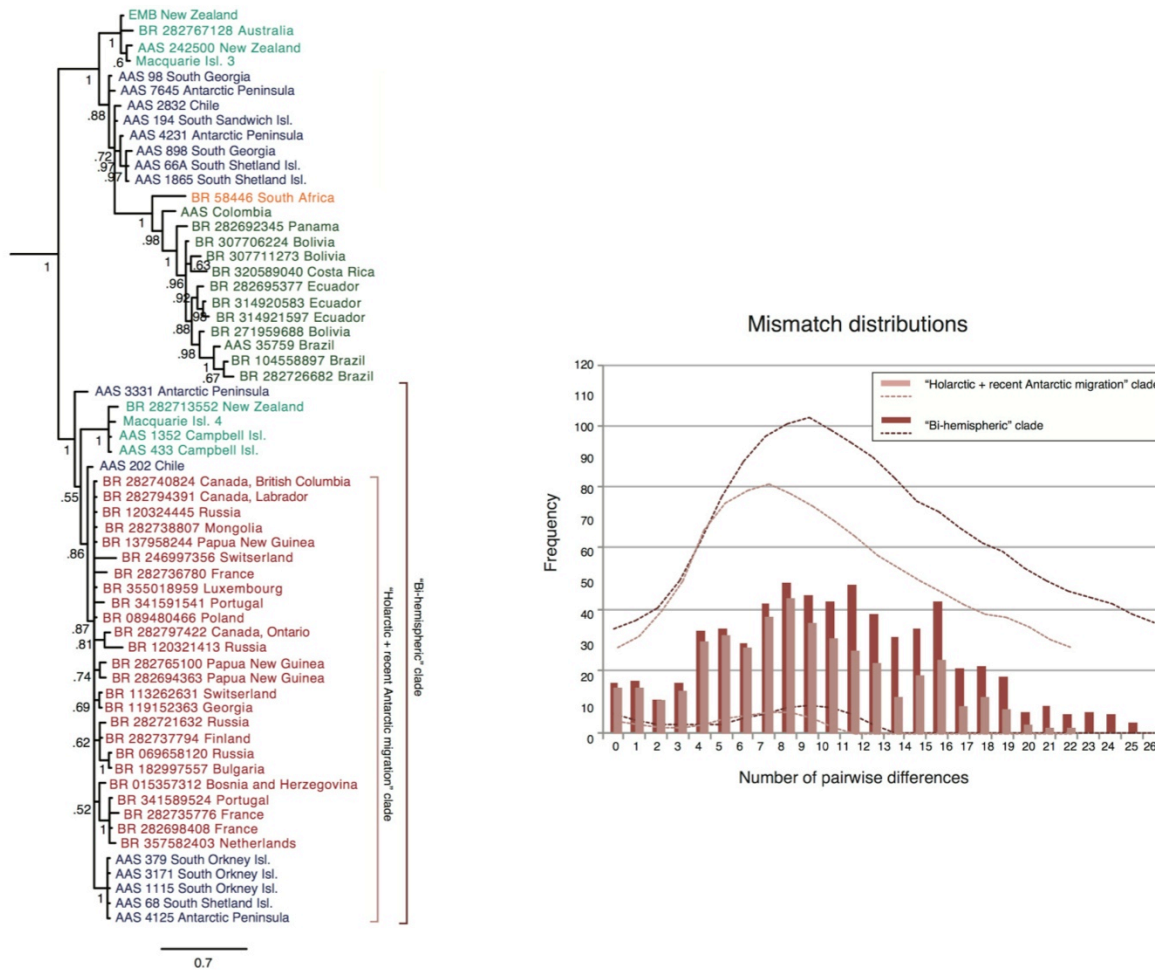 EMB New Zealand
BR 282767128 Australia
1
AAS 242500 New Zealand
.6
Macquarie Isl. 3
1
AAS 98 South Georgia
AAS 7645 Antarctic Peninsula
.88
AAS 2832 Chile
AAS 194 South Sandwich Isl.
AAS 4231 Antarctic Peninsula
.72
AAS 898 South Georgia
.97
AAS 66A South Shetland Isl.
.97
AAS 1865 South Shetland Isl.
BR 58446 South Africa
1
AAS Colombia
.98
BR 282692345 Panama
1
BR 307706224 Bolivia
BR 307711273 Bolivia
.63
BR 320589040 Costa Rica
.96
BR 282695377 Ecuador
.92
BR 314920583 Ecuador
.98
BR 314921597 Ecuador
.88
BR 271959688 Bolivia
.98
AAS 35759 Brazil
1
BR 104558897 Brazil
.67
BR 282726682 Brazil
1
AAS 3331 Antarctic Peninsula
BR 282713552 New Zealand
Macquarie Isl. 4
1
AAS 1352 Campbell Isl.
1
AAS 433 Campbell Isl.
AAS 202 Chile
.55
BR 282740824 Canada, British Columbia
BR 282794391 Canada, Labrador
BR 120324445 Russia
BR 282738807 Mongolia
BR 137958244 Papua New Guinea
.86
BR 246997356 Switserland
BR 282736780 France
BR 355018959 Luxembourg
BR 341591541 Portugal
BR 089480466 Poland
.87
BR 282797422 Canada, Ontario
.81
BR 120321413 Russia
BR 282765100 Papua New Guinea
.74
BR 282694363 Papua New Guinea
BR 113262631 Switserland
.69
BR 119152363 Georgia
BR 282721632 Russia
.62
BR 282737794 Finland
BR 069658120 Russia
1
BR 182997557 Bulgaria
BR 015357312 Bosnia and Herzegovina
.52
BR 341589524 Portugal
BR 282735776 France
1
BR 282698408 France
BR 357582403 Netherlands
AAS 379 South Orkney Isl.
AAS 3171 South Orkney Isl.
AAS 1115 South Orkney Isl.
1
AAS 68 South Shetland Isl.
AAS 4125 Antarctic Peninsula
0.7
"Holarctic + recent Antarctic migration" clade
"Bi-hemispheric" clade
Mismatch distributions
120
110
100
90
80
70
60
50
40
30
20
10
0
Frequency
"Holarctic + recent Antarctic migration" clade
"Bi-hemispheric" clade
0 1 2 3 4 5 6 7 8 9 10 11 12 13 14 15 16 17 18 19 20 21 22 23 24 25 26
Number of pairwise differences